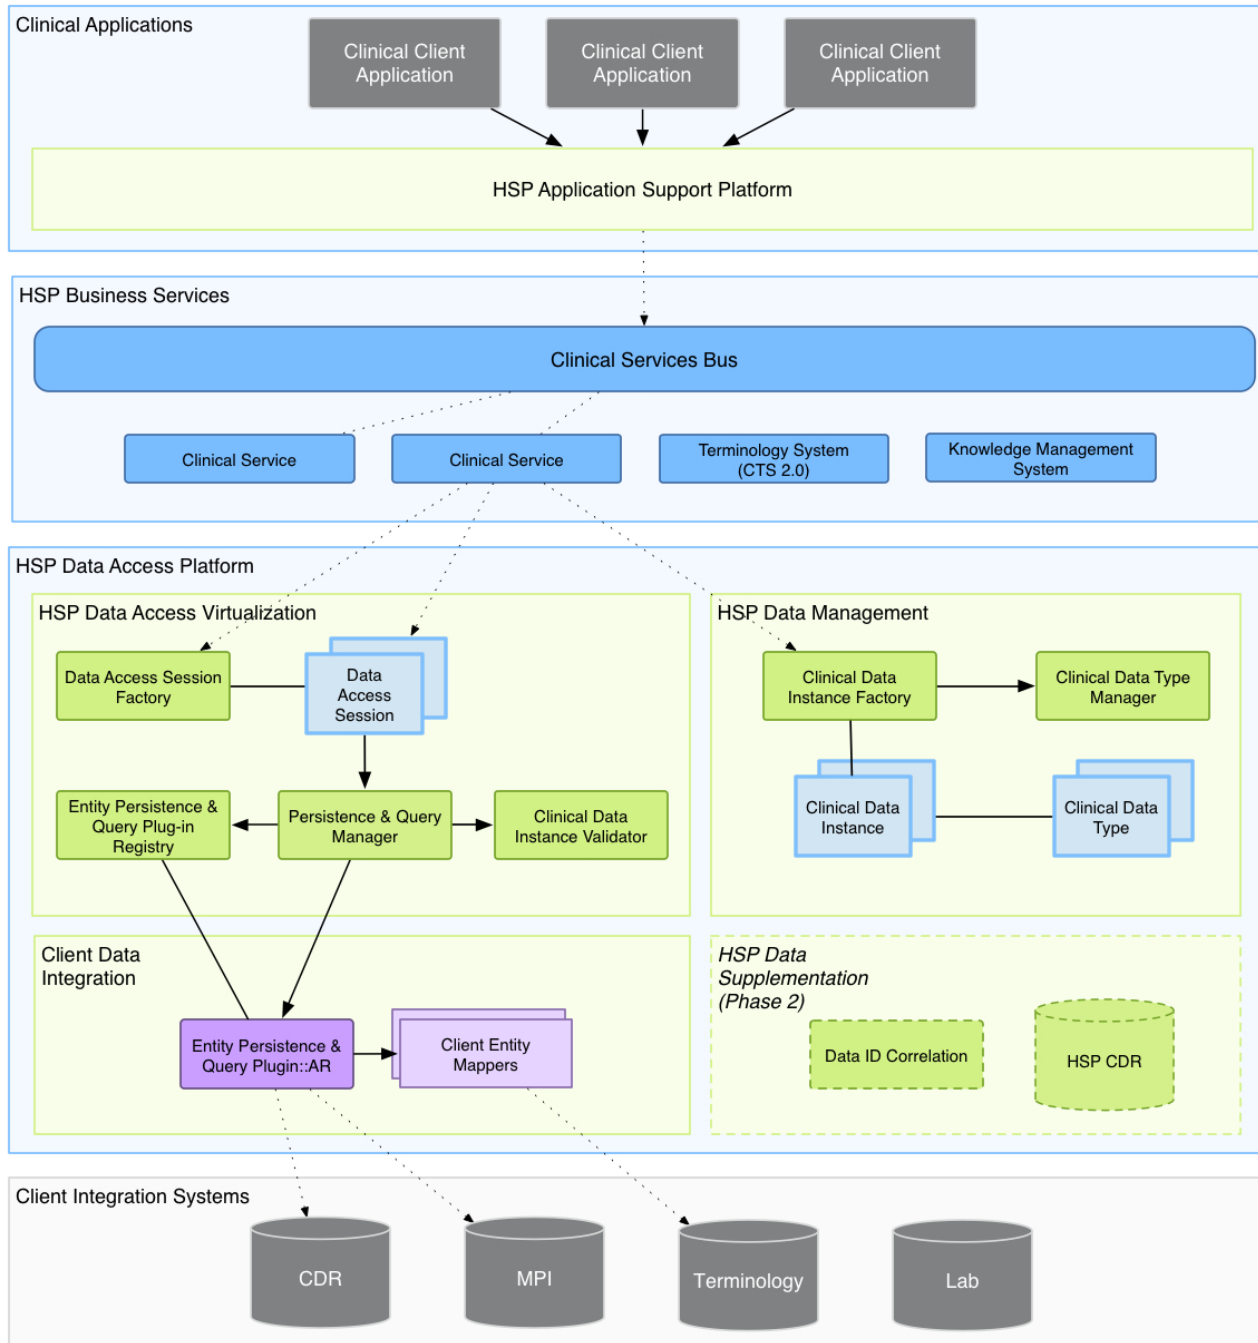 Clinical Applications
Clinical Client
Application
Clinical Client
Application
Clinical Client
Application
HSP Application Support Platform
HSP Business Services
Clinical Services Bus
Clinical Service
Clinical Service
Terminology System
(CTS 2.0)
Knowledge Management
System
HSP Data Access Platform
HSP Data Access Virtualization
Data Access Session
Factory
Data
Access
Session
Entity Persistence &
Query Plug-in
Registry
Persistence & Query
Manager
Clinical Data
Instance Validator
HSP Data Management
Clinical Data
Instance Factory
Clinical Data Type
Manager
Clinical Data
Instance
Clinical Data
Type
Client Data
Integration
Entity Persistence &
Query Plugin::AR
Client Entity
Mappers
HSP Data
Supplementation
(Phase 2)
Data ID Correlation
HSP CDR
Client Integration Systems
CDR
MPI
Terminology
Lab